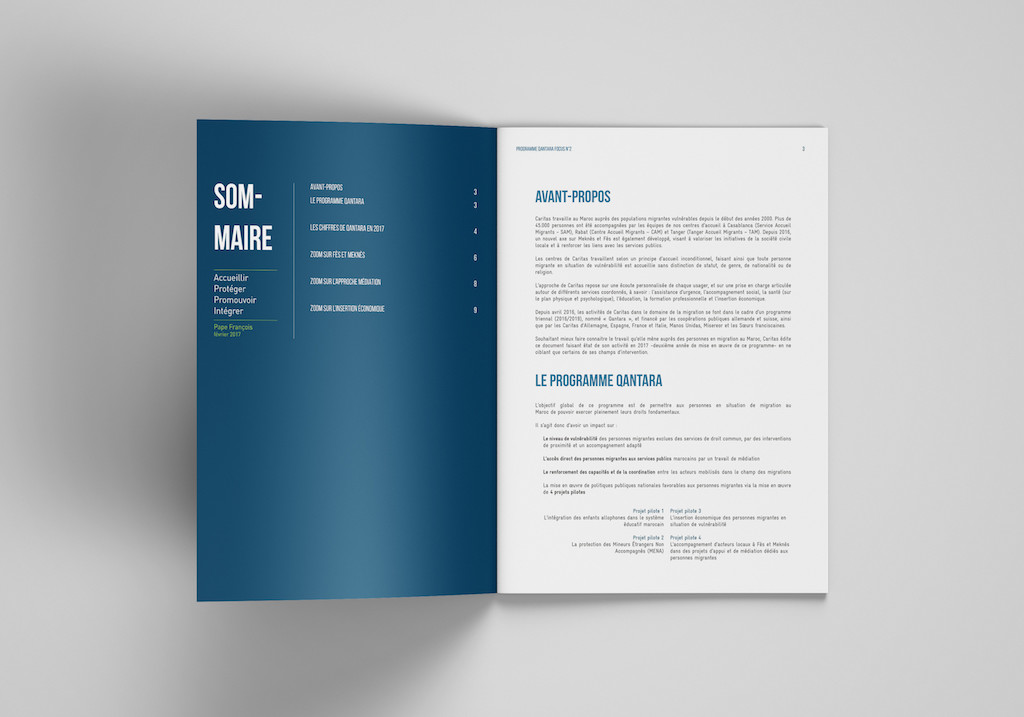 SOM-
MAIRE
Accueillir
Protéger
Promouvoir
Intégrer
Pape François
février 2017
AVANT-PROPOS 3
LE PROGRAMME QANTARA 3
LES CHIFFRES DE QANTARA EN 2017 4
ZOOM SUR FÈS ET MEKNÈS 6
ZOOM SUR L'APPROCHE MÉDIATION 8
ZOOM SUR L'INSERTION ÉCONOMIQUE 9
PROGRAMME QANTARA FOCUS N°2 3
AVANT-PROPOS
Caritas travaille au Maroc auprès des populations migrantes vulnérables depuis le début des années 2000. Plus de
45.000 personnes ont été accompagnées par les équipes de nos centres d'accueil à Casablanca (Service Accueil
Migrants – SAM), Rabat (Centre Accueil Migrants – CAM) et Tanger (Tanger Accueil Migrants – TAM). Depuis 2016,
un nouvel axe sur Meknès et Fès est également développé, visant à valoriser les initiatives de la société civile
locale et à renforcer les liens avec les services publics.
Les centres de Caritas travaillent selon un principe d'accueil inconditionnel, faisant ainsi que toute personne
migrante en situation de vulnérabilité est accueillie sans distinction de statut, de genre, de nationalité ou de
religion.
L'approche de Caritas repose sur une écoute personnalisée de chaque usager, et sur une prise en charge articulée
autour de différents services coordonnés, à savoir : l'assistance d'urgence, l'accompagnement social, la santé (sur
le plan physique et psychologique), l'Éducation, la formation professionnelle et l'insertion économique.
Depuis avril 2016, les activités de Caritas dans le domaine de la migration se font dans le cadre d'un programme
triennal (2016/2019), nommé « Qantara », et financé par les coopérations publiques allemande et suisse, ainsi
que par les Caritas d'Allemagne, Espagne, France et Italie, Manos Unidas, Misereor et les Sœurs franciscaines.
Souhaitant mieux faire connaitre le travail qu'elle mène auprès des personnes en migration au Maroc, Caritas édite
ce document faisant état de son activité en 2017 –deuxième année de mise en œuvre de ce programme– en ne
ciblant que certains de ses champs d'intervention.
LE PROGRAMME QANTARA
L'objectif global de ce programme est de permettre aux personnes en situation de migration au
Maroc de pouvoir exercer pleinement leurs droits fondamentaux.
Il s'agit donc d'avoir un impact sur :
Le niveau de vulnérabilité des personnes migrantes exclues des services de droit commun, par des interventions
de proximité et un accompagnement adapté
L'accès direct des personnes migrantes aux services publics marocains par un travail de médiation
Le renforcement des capacités et de la coordination entre les acteurs mobilisés dans le champ des migrations
La mise en œuvre de politiques publiques nationales favorables aux personnes migrantes via la mise en œuvre
de 4 projets pilotes
Projet pilote 1
L'intégration des enfants allophones dans le système
éducatif marocain
Projet pilote 2
La protection des Mineurs Étrangers Non
Accompagnés (MENA)
Projet pilote 3
L'insertion économique des personnes migrantes en
situation de vulnérabilité
Projet pilote 4
L'accompagnement d'acteurs locaux à Fès et Meknès
dans des projets d'appui et de médiation dédiés aux
personnes migrantes